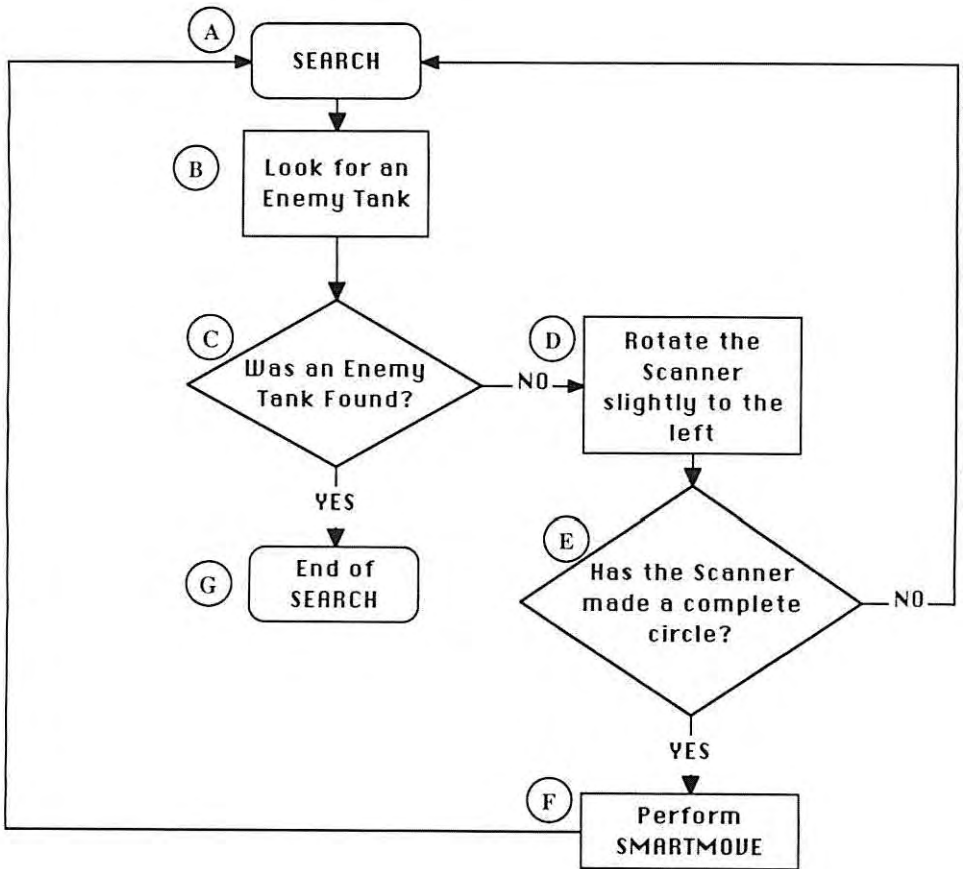 A
SEARCH
B
Look for an
Enemy Tank
C
Was an Enemy
Tank Found?
NO
D
Rotate the
Scanner
slightly to the
left
YES
E
Has the Scanner
made a complete
circle?
NO
G
End of
SEARCH
YES
F
Perform
SMARTMOVE